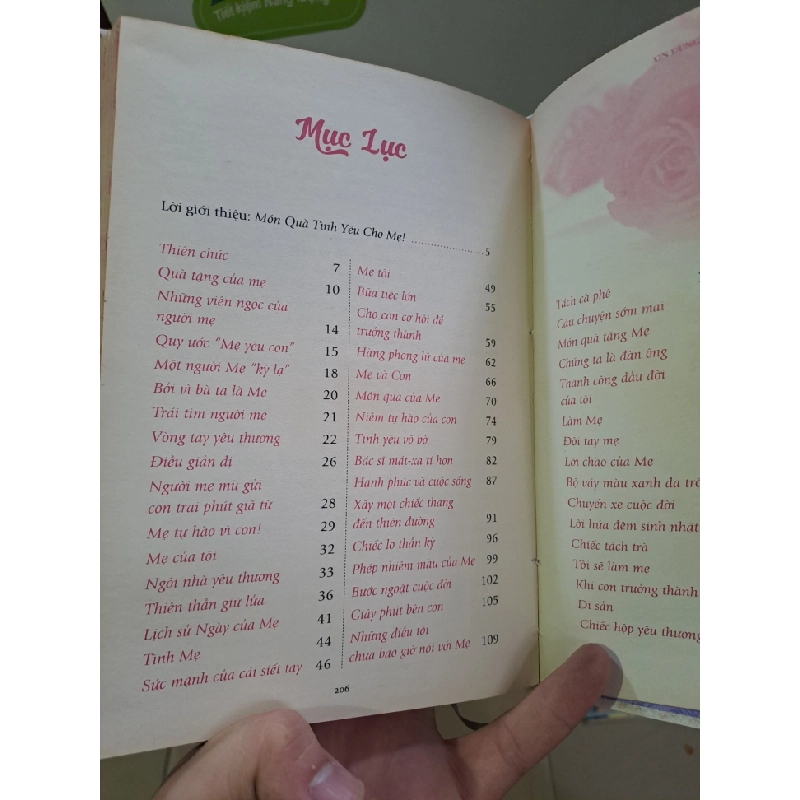 Tiết kiệm Năng lượng
Mục Lục
Lời giới thiệu: Món Quà Tình Yêu Cho Mẹ! 5
Thiên chức 7
Quà tặng của mẹ 10
Những viên ngọc của
người mẹ 14
Quy ước "Mẹ yêu con" 15
Một người Mẹ "kỳ lạ" 18
Bởi vì bà ta là Mẹ 20
Trái tim người mẹ 21
Vòng tay yêu thương 22
Điều giản dị 26
Người mẹ mù gửi
con trai phút giã từ 28
Mẹ tự hào vì con! 29
Mẹ của tôi 32
Ngôi nhà yêu thương 33
Thiên thần giữ lửa 36
Lịch sử Ngày của Mẹ 41
Tình Mẹ 44
Sức mạnh của cái siết tay 46
Mẹ tôi 49
Bữa tiệc lớn 55
Cho con cơ hội để
trưởng thành 59
Hàng phòng tử của mẹ 62
Mẹ và Con 66
Món quà của Mẹ 70
Niềm tự hào của con 74
Tình yêu vô bờ 79
Bác sĩ mát-xa tí hon 82
Hạnh phúc và cuộc sống 87
Xây một chiếc thang
đến thiên đường 91
Chiếc lọ thần kỳ 96
Phép nhiệm màu của Mẹ 99
Bước ngoặt cuộc đời 102
Giây phút bên con 105
Những điều tôi
chưa bao giờ nói với Mẹ 109
206
Tách cà phê
Câu chuyện sớm mai
Món quà tặng Mẹ
Chúng ta là đàn ông
Thành công đầu đời
của tôi
Làm Mẹ
Đôi tay mẹ
Lời chào của Mẹ
Bộ váy màu xanh da trời
Chuyến xe cuộc đời
Lời hứa đêm sinh nhật
Chiếc tách trà
Tôi sẽ làm mẹ
Khi con trưởng thành
Di sản
Chiếc hộp yêu thương